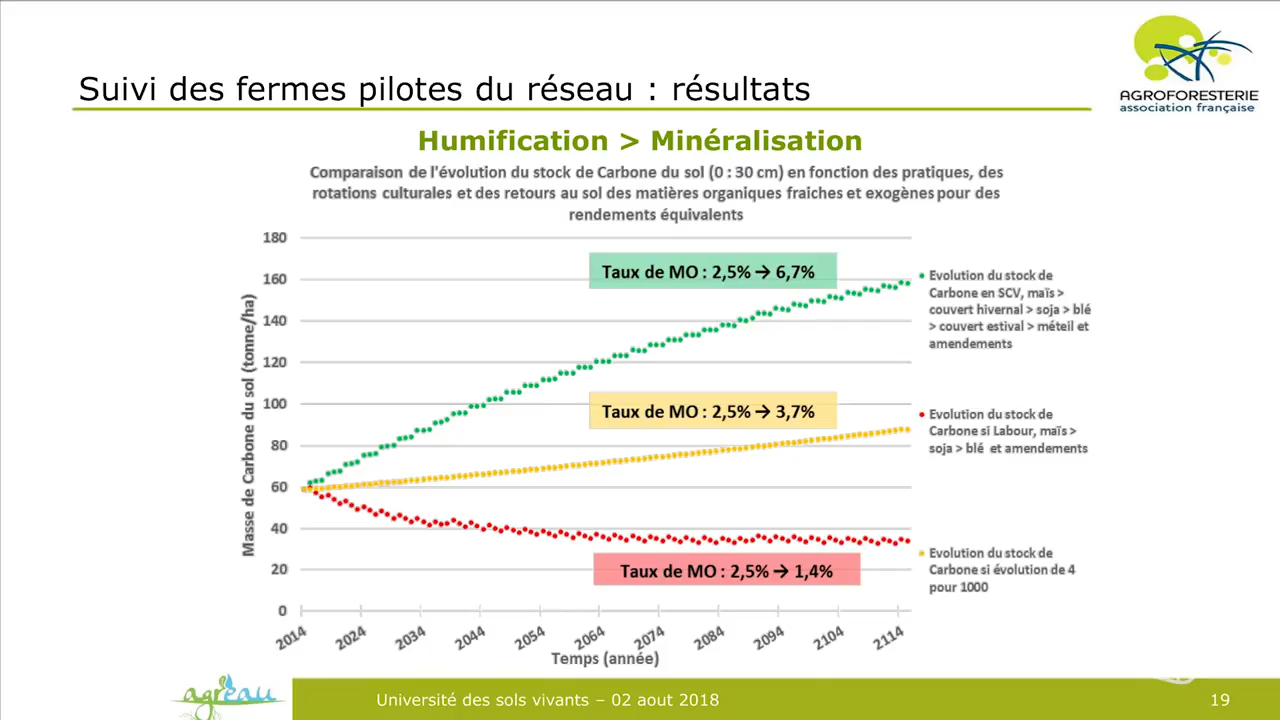 AGROFORESTERIE
association française
Suivi des fermes pilotes du réseau : résultats
Humification > Minéralisation
Comparaison de l'évolution du stock de Carbone du sol (0 : 30 cm) en fonction des pratiques, des
rotations culturales et des retours au sol des matières organiques fraiches et exogènes pour des
rendements équivalents
Masse de Carbone du sol (tonne/ha)
180
160
140
120
100
80
60
40
20
0
Taux de MO : 2,5% → 6,7%
Taux de MO : 2,5% → 3,7%
Taux de MO : 2,5% → 1,4%
Evolution du stock de
Carbone en SCV, maïs >
couvert hivernal > soja > blé
> couvert estival > méteil et
amendements
Evolution du stock de
Carbone si Labour, maïs >
soja > blé et amendements
Evolution du stock de
Carbone si évolution de 4
pour 1000
2014 2024 2034 2044 2054 2064 2074 2084 2094 2104 2114
Temps (année)
agreau
Université des sols vivants – 02 aout 2018
19